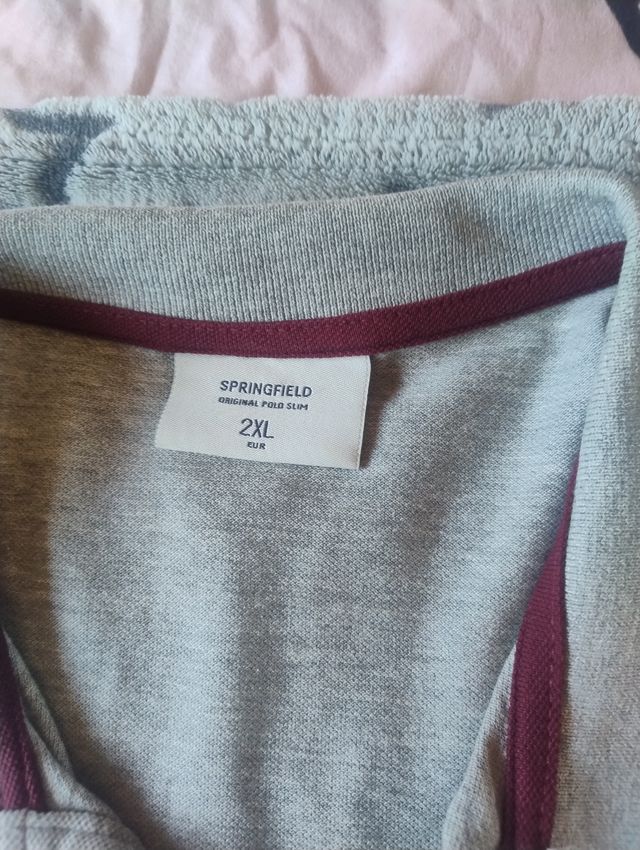 SPRINGFIELD
ORIGINAL POLO SLIM
2XL
EUR